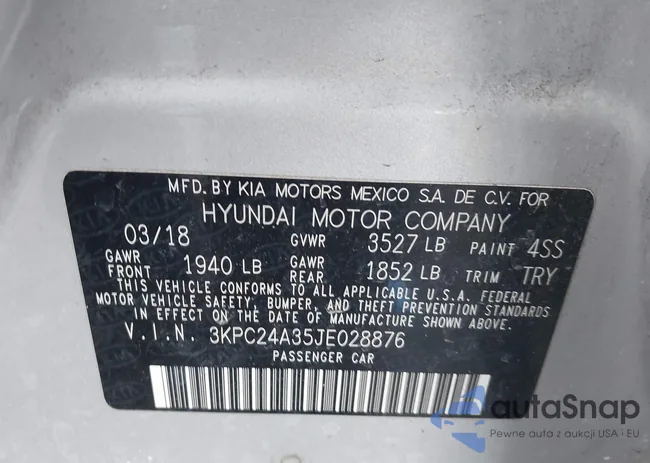 MFD. BY KIA MOTORS MEXICO S.A. DE C.V. FOR
HYUNDAI MOTOR COMPANY
03/18 GVWR 3527 LB PAINT 4SS
GAWR FRONT 1940 LB GAWR REAR 1852 LB TRIM TRY
THIS VEHICLE CONFORMS TO ALL APPLICABLE U.S.A. FEDERAL
MOTOR VEHICLE SAFETY, BUMPER, AND THEFT PREVENTION STANDARDS
IN EFFECT ON THE DATE OF MANUFACTURE SHOWN ABOVE.
V.I.N. 3KPC24A35JE028876
PASSENGER CAR
autaSnap
Pewne auta z aukcji USA i EU